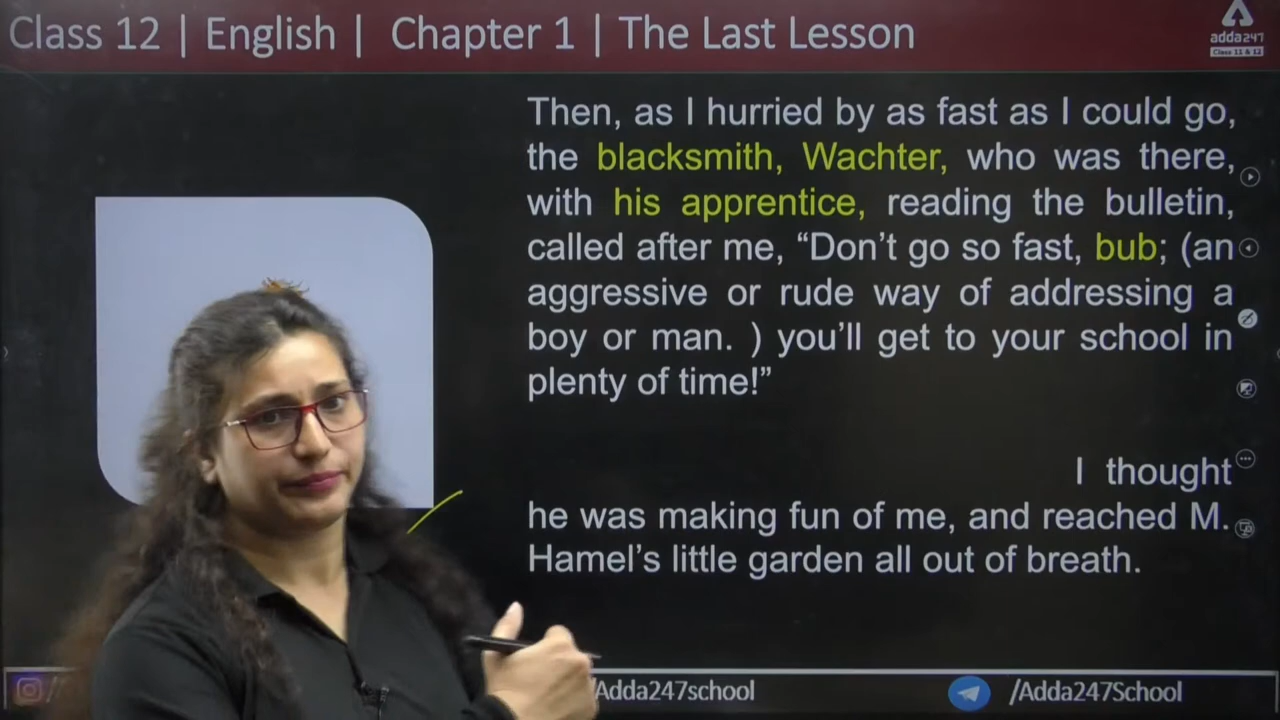 Class 12 | English | Chapter 1 | The Last Lesson
adda247
Class 11 & 12
Then, as I hurried by as fast as I could go,
the blacksmith, Wachter, who was there,
with his apprentice, reading the bulletin,
called after me, “Don’t go so fast, bub; (an
aggressive or rude way of addressing a
boy or man. ) you’ll get to your school in
plenty of time!”
I thought
he was making fun of me, and reached M.
Hamel’s little garden all out of breath.
/Adda247school
/Adda247School